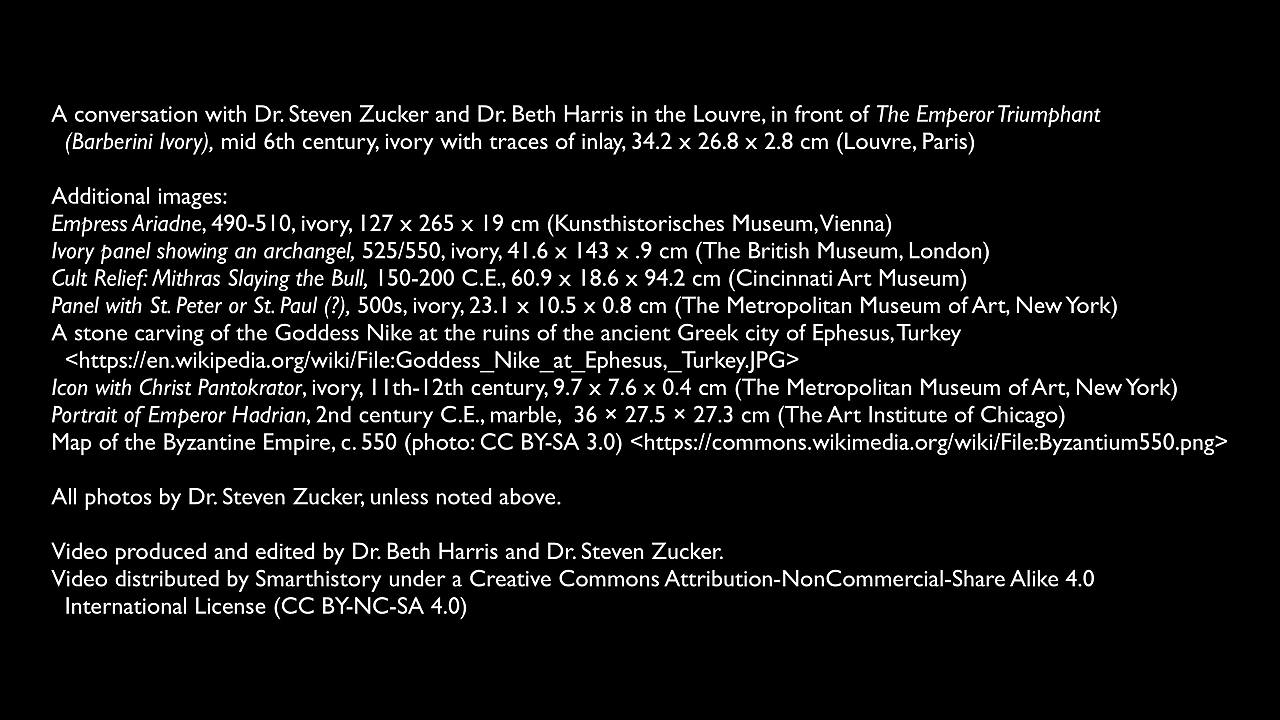 A conversation with Dr. Steven Zucker and Dr. Beth Harris in the Louvre, in front of The Emperor Triumphant
(Barberini Ivory), mid 6th century, ivory with traces of inlay, 34.2 x 26.8 x 2.8 cm (Louvre, Paris)
Additional images:
Empress Ariadne, 490-510, ivory, 127 x 265 x 19 cm (Kunsthistorisches Museum, Vienna)
Ivory panel showing an archangel, 525/550, ivory, 41.6 x 143 x .9 cm (The British Museum, London)
Cult Relief: Mithras Slaying the Bull, 150-200 C.E., 60.9 x 18.6 x 94.2 cm (Cincinnati Art Museum)
Panel with St. Peter or St. Paul (?), 500s, ivory, 23.1 x 10.5 x 0.8 cm (The Metropolitan Museum of Art, New York)
A stone carving of the Goddess Nike at the ruins of the ancient Greek city of Ephesus, Turkey
<https://en.wikipedia.org/wiki/File:Goddess_Nike_at_Ephesus,_Turkey.JPG>
Icon with Christ Pantokrator, ivory, 11th-12th century, 9.7 x 7.6 x 0.4 cm (The Metropolitan Museum of Art, New York)
Portrait of Emperor Hadrian, 2nd century C.E., marble, 36 × 27.5 × 27.3 cm (The Art Institute of Chicago)
Map of the Byzantine Empire, c. 550 (photo: CC BY-SA 3.0) <https://commons.wikimedia.org/wiki/File:Byzantium550.png>
All photos by Dr. Steven Zucker, unless noted above.
Video produced and edited by Dr. Beth Harris and Dr. Steven Zucker.
Video distributed by Smarthistory under a Creative Commons Attribution-NonCommercial-Share Alike 4.0
International License (CC BY-NC-SA 4.0)